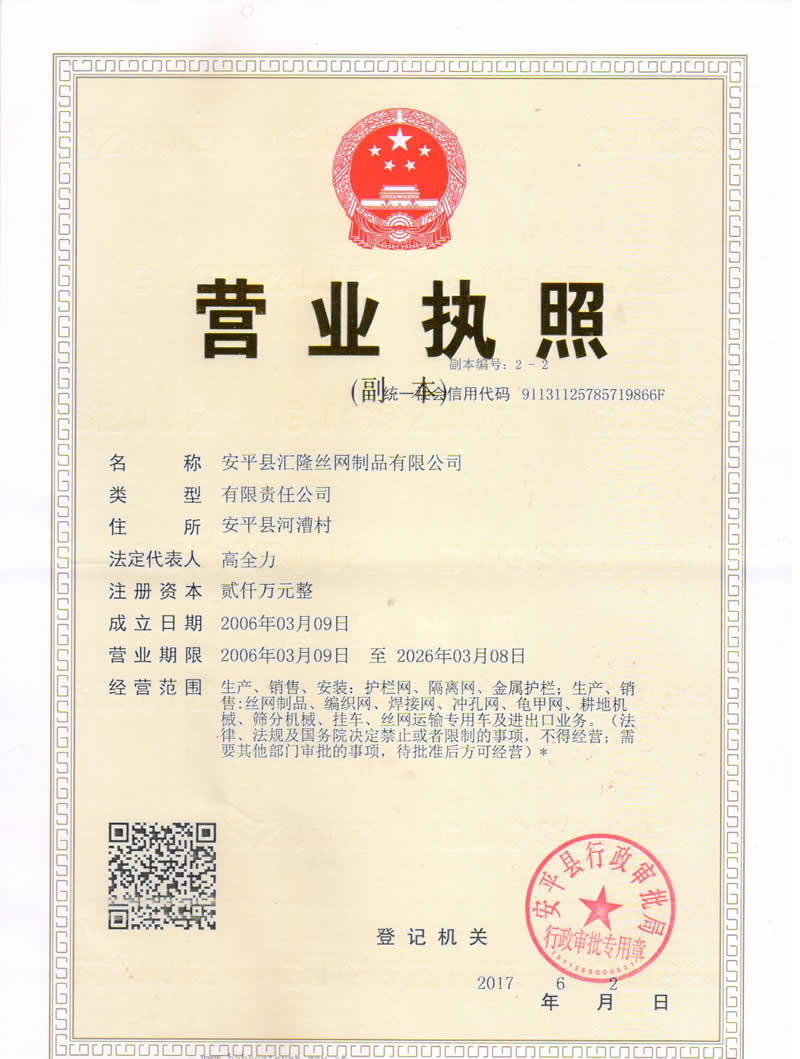 营业执照
副本编号：2－2
(副 本)
统一社会信用代码 91131125785719866F
名 称 安平县汇隆丝网制品有限公司
类 型 有限责任公司
住 所 安平县河漕村
法定代表人 高全力
注册资本 贰仟万元整
成立日期 2006年03月09日
营业期限 2006年03月09日 至 2026年03月08日
经营范围 生产、销售、安装：护栏网、隔离网、金属护栏；生产、销
售:丝网制品、编织网、焊接网、冲孔网、龟甲网、耕地机
械、筛分机械、挂车、丝网运输专用车及进出口业务。（法
律、法规及国务院决定禁止或者限制的事项，不得经营；需
要其他部门审批的事项，待批准后方可经营）*
安平县行政审批局
行政审批专用章
登记机关
2017 6 2
年 月 日